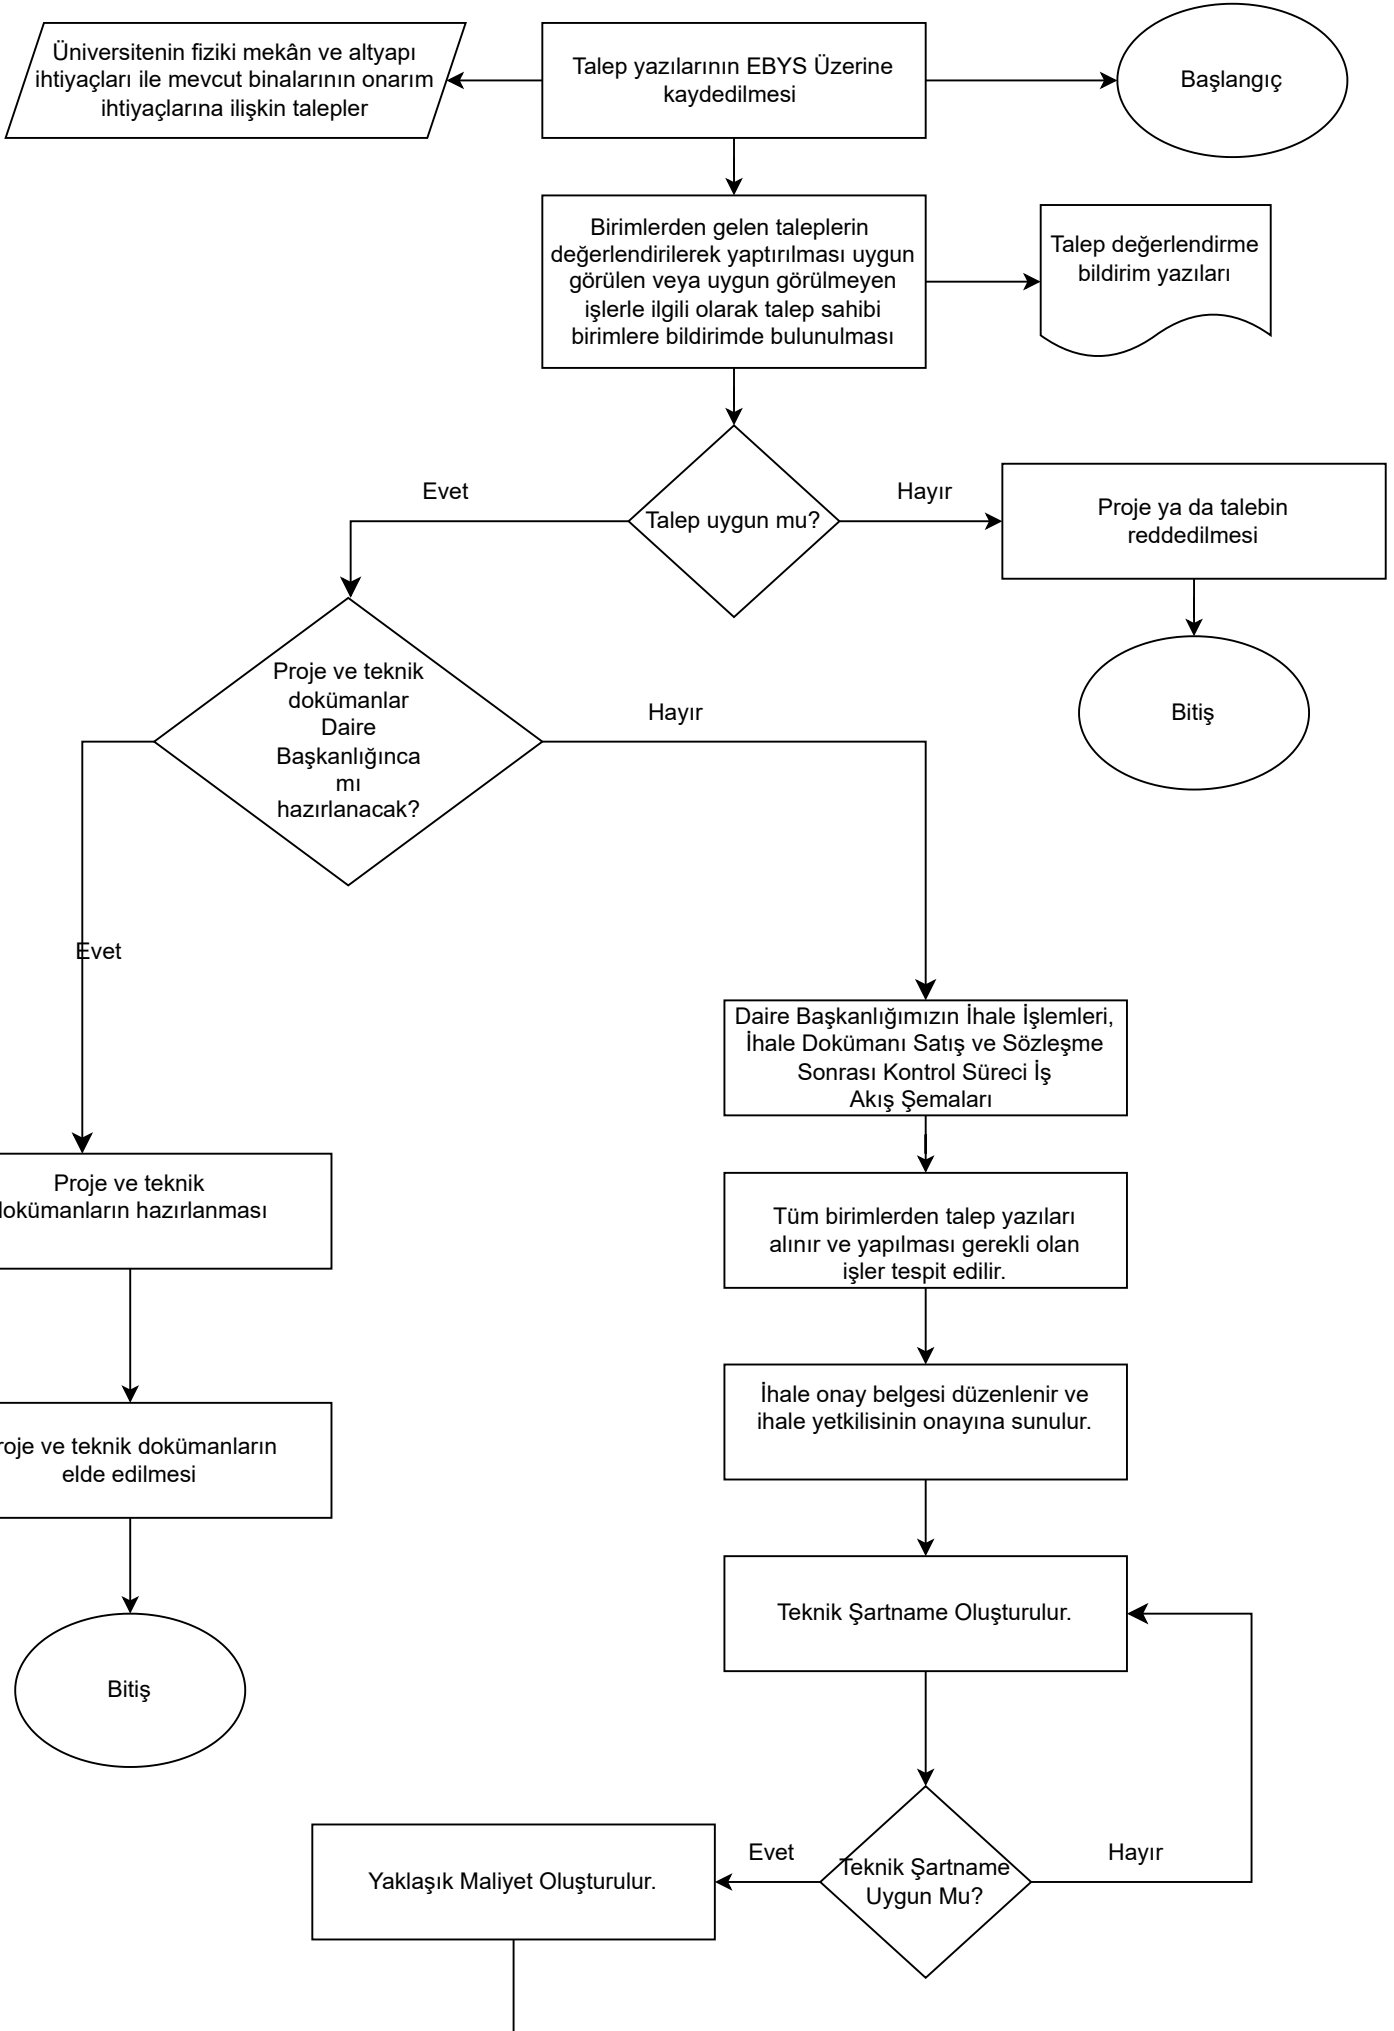 Üniversitenin fiziki mekân ve altyapı
ihtiyaçları ile mevcut binalarının onarım
ihtiyaçlarına ilişkin talepler
Talep yazılarının EBYS Üzerine
kaydedilmesi
Başlangıç
Birimlerden gelen taleplerin
değerlendirilerek yaptırılması uygun
görülen veya uygun görülmeyen
işlerle ilgili olarak talep sahibi
birimlere bildirimde bulunulması
Talep değerlendirme
bildirim yazıları
Evet
Talep uygun mu?
Hayır
Proje ya da talebin
reddedilmesi
Bitiş
Proje ve teknik
dokümanlar
Daire
Başkanlığınca
mı
hazırlanacak?
Hayır
Evet
Daire Başkanlığımızın İhale İşlemleri,
İhale Dokümanı Satış ve Sözleşme
Sonrası Kontrol Süreci İş
Akış Şemaları
Proje ve teknik
lokümanların hazırlanması
Tüm birimlerden talep yazıları
alınır ve yapılması gerekli olan
işler tespit edilir.
İhale onay belgesi düzenlenir ve
ihale yetkilisinin onayına sunulur.
roje ve teknik dokümanların
elde edilmesi
Teknik Şartname Oluşturulur.
Bitiş
Yaklaşık Maliyet Oluşturulur.
Evet
Teknik Şartname
Uygun Mu?
Hayır